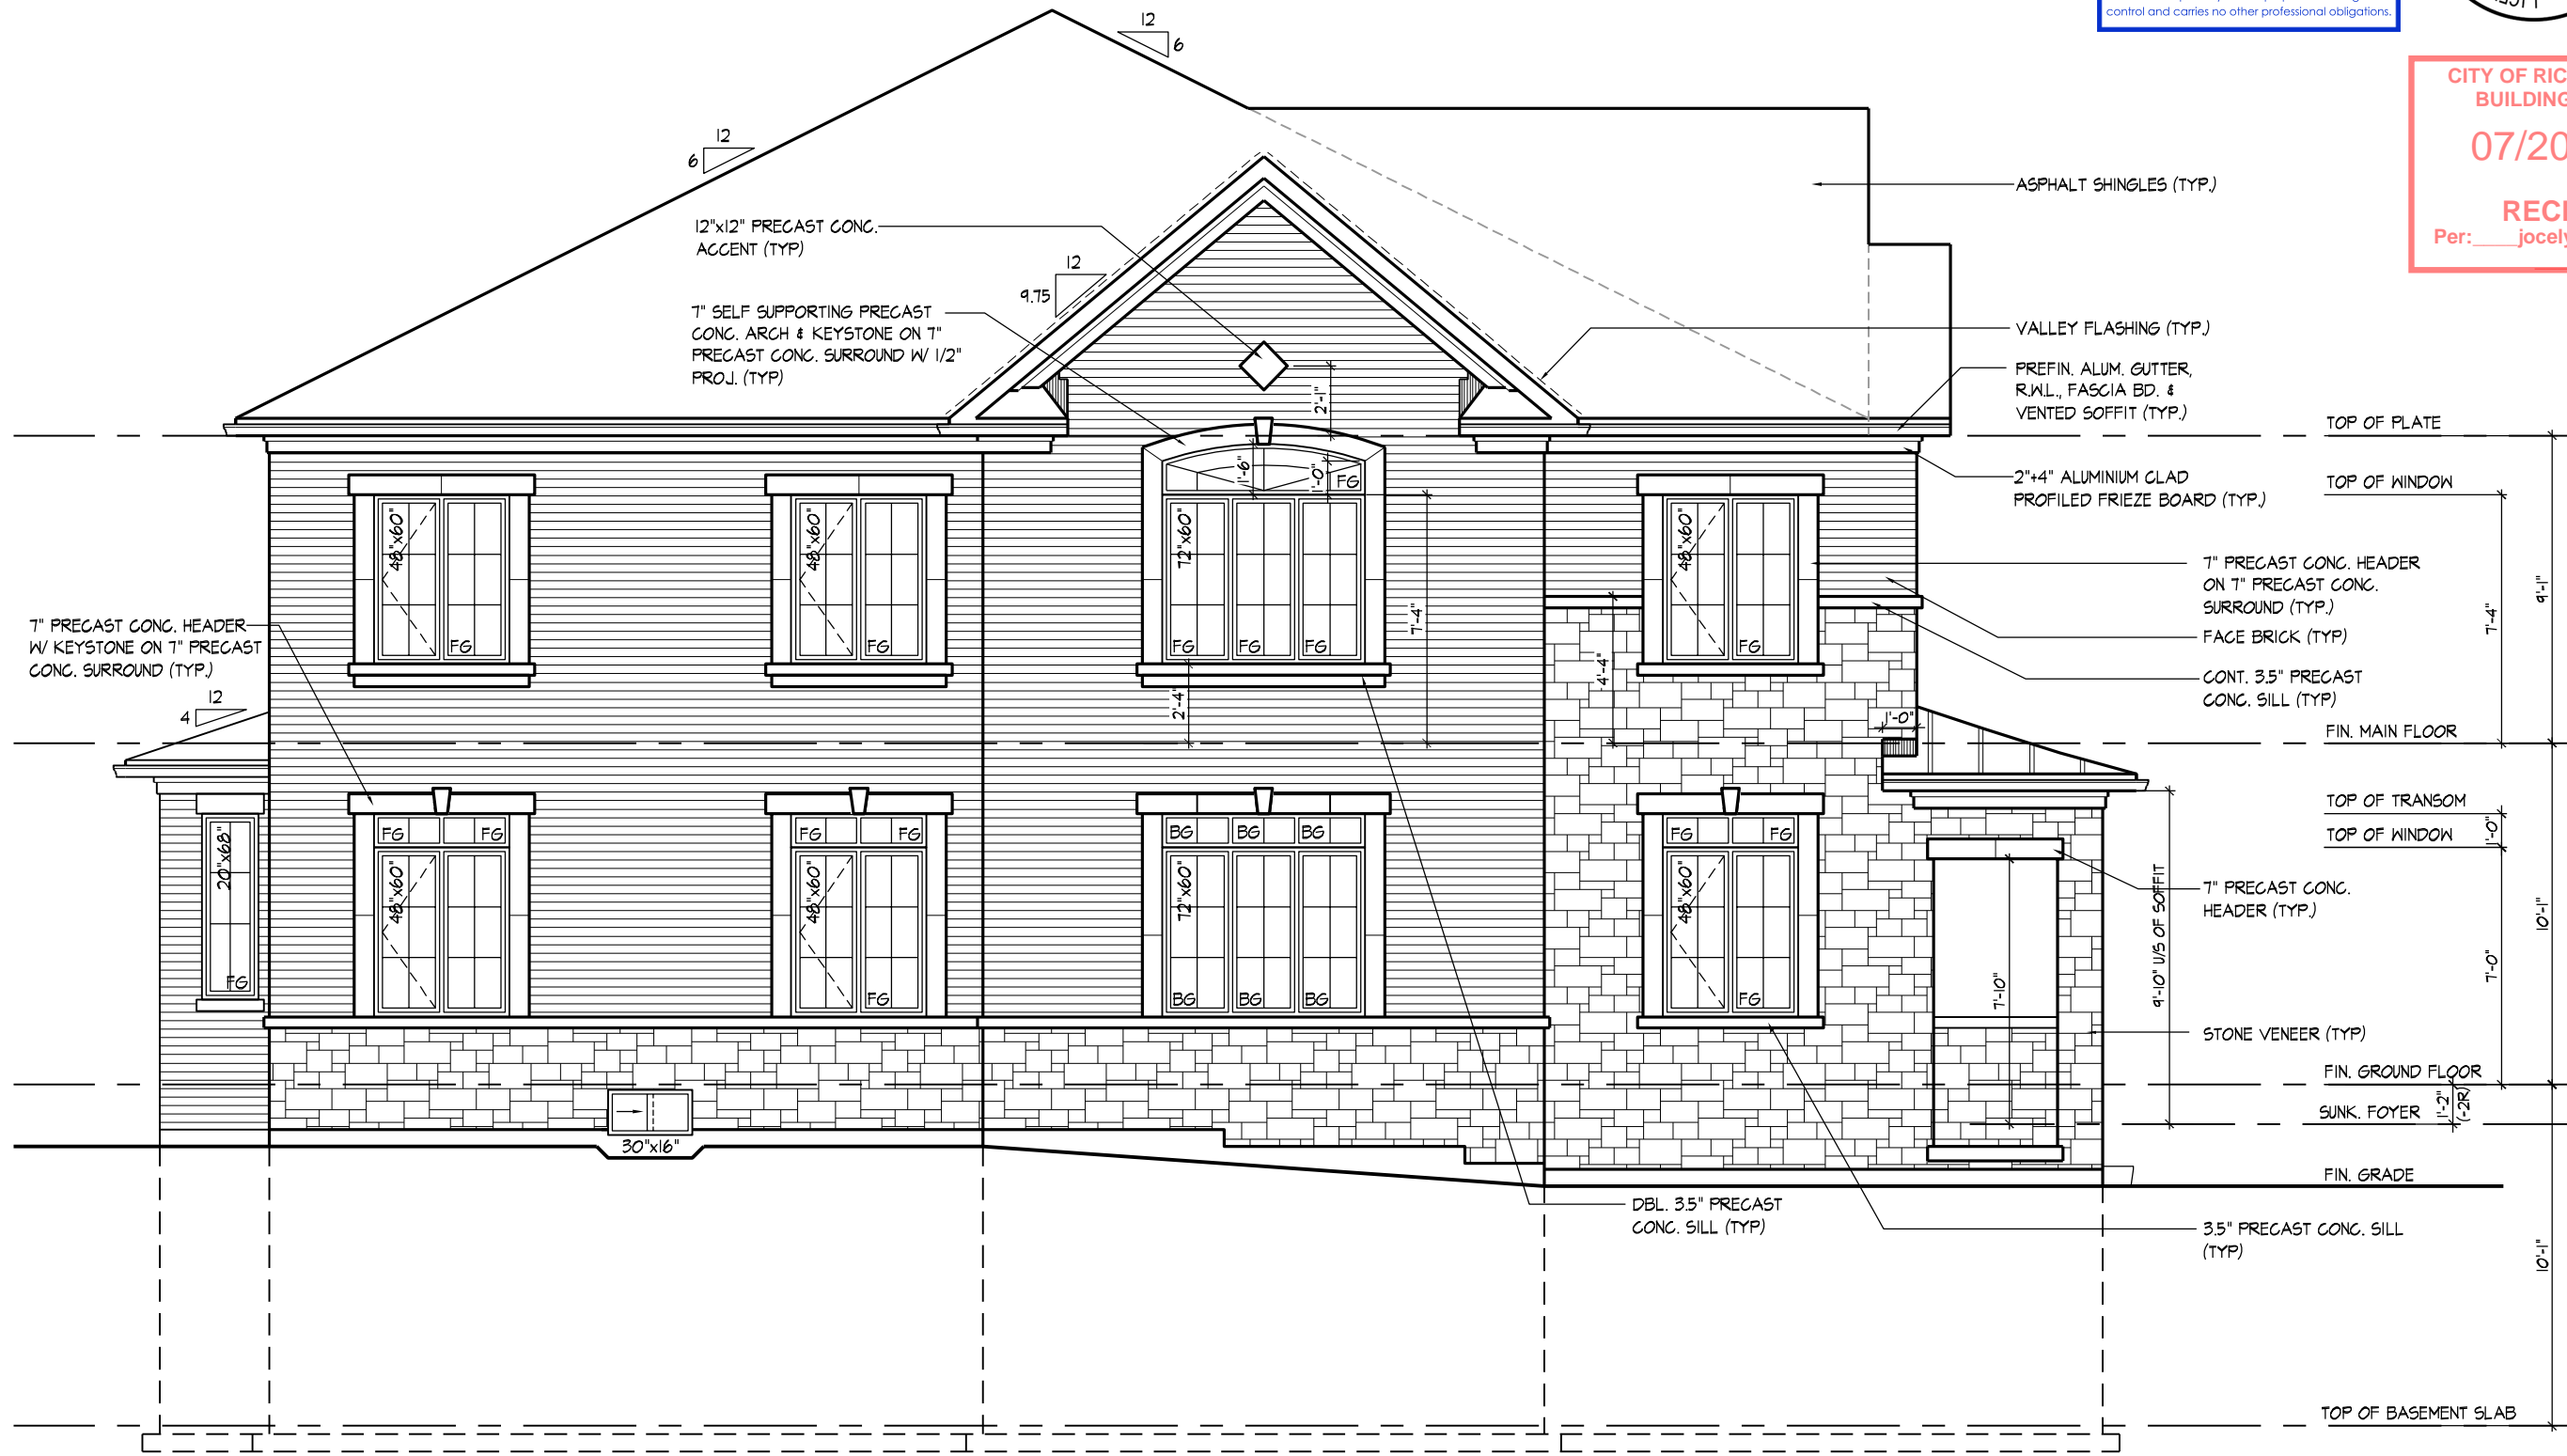 control and carries no other professional obligations.
CITY OF RIC
BUILDING
07/20
RECE
Per:____jocely
12
6
12
6
12"x12" PRECAST CONC.
ACCENT (TYP)
12
9.75
7" SELF SUPPORTING PRECAST
CONC. ARCH & KEYSTONE ON 7"
PRECAST CONC. SURROUND W/ 1/2"
PROJ. (TYP)
ASPHALT SHINGLES (TYP.)
VALLEY FLASHING (TYP.)
PREFIN. ALUM. GUTTER,
R.W.L., FASCIA BD. &
VENTED SOFFIT (TYP.)
2'-1"
TOP OF PLATE
2"+4" ALUMINIUM CLAD
PROFILED FRIEZE BOARD (TYP.)
TOP OF WINDOW
1'-6"
1'-0"
FG
48"x60"
FG
48"x60"
FG
72"x60"
FG
FG
FG
48"x60"
FG
7'-4"
4'-4"
2'-4"
7" PRECAST CONC. HEADER
ON 7" PRECAST CONC.
SURROUND (TYP.)
FACE BRICK (TYP)
CONT. 3.5" PRECAST
CONC. SILL (TYP)
7'-4"
9'-1"
7" PRECAST CONC. HEADER
W/ KEYSTONE ON 7" PRECAST
CONC. SURROUND (TYP.)
12
4
1'-0"
FIN. MAIN FLOOR
TOP OF TRANSOM
TOP OF WINDOW
1'-0"
20"x68"
FG
FG
FG
48"x60"
FG
FG
48"x60"
FG
BG
BG
BG
72"x60"
BG
BG
BG
FG
FG
48"x60"
FG
7'-10"
9'-10" U/S OF SOFFIT
7" PRECAST CONC.
HEADER (TYP.)
7'-0"
10'-1"
STONE VENEER (TYP)
FIN. GROUND FLOOR
SUNK. FOYER
1'-2"
(-2R)
30"x16"
FIN. GRADE
DBL. 3.5" PRECAST
CONC. SILL (TYP)
3.5" PRECAST CONC. SILL
(TYP)
10'-1"
TOP OF BASEMENT SLAB